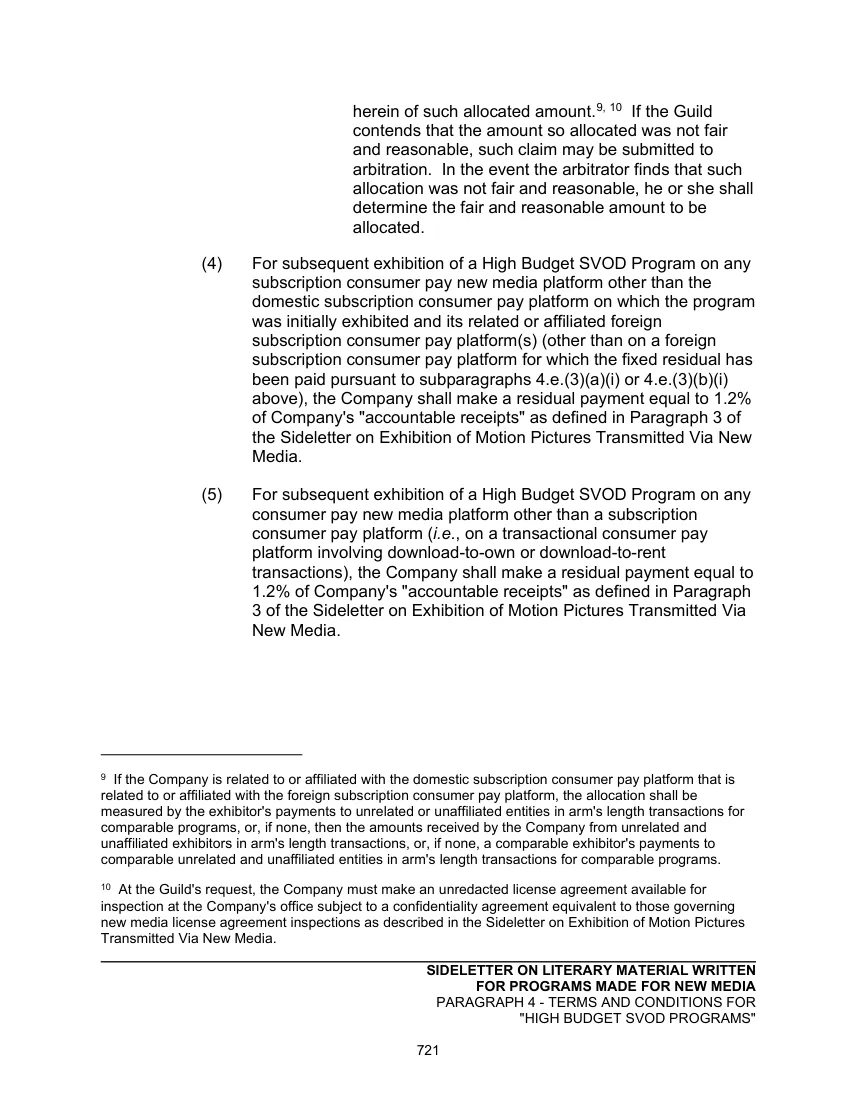 herein of such allocated amount.9, 10  If the Guild
contends that the amount so allocated was not fair
and reasonable, such claim may be submitted to
arbitration.  In the event the arbitrator finds that such
allocation was not fair and reasonable, he or she shall
determine the fair and reasonable amount to be
allocated.
(4) For subsequent exhibition of a High Budget SVOD Program on any
subscription consumer pay new media platform other than the
domestic subscription consumer pay platform on which the program
was initially exhibited and its related or affiliated foreign
subscription consumer pay platform(s) (other than on a foreign
subscription consumer pay platform for which the fixed residual has
been paid pursuant to subparagraphs 4.e.(3)(a)(i) or 4.e.(3)(b)(i)
above), the Company shall make a residual payment equal to 1.2%
of Company's "accountable receipts" as defined in Paragraph 3 of
the Sideletter on Exhibition of Motion Pictures Transmitted Via New
Media.
(5) For subsequent exhibition of a High Budget SVOD Program on any
consumer pay new media platform other than a subscription
consumer pay platform (i.e., on a transactional consumer pay
platform involving download-to-own or download-to-rent
transactions), the Company shall make a residual payment equal to
1.2% of Company's "accountable receipts" as defined in Paragraph
3 of the Sideletter on Exhibition of Motion Pictures Transmitted Via
New Media.
9  If the Company is related to or affiliated with the domestic subscription consumer pay platform that is
related to or affiliated with the foreign subscription consumer pay platform, the allocation shall be
measured by the exhibitor's payments to unrelated or unaffiliated entities in arm's length transactions for
comparable programs, or, if none, then the amounts received by the Company from unrelated and
unaffiliated exhibitors in arm's length transactions, or, if none, a comparable exhibitor's payments to
comparable unrelated and unaffiliated entities in arm's length transactions for comparable programs.
10  At the Guild's request, the Company must make an unredacted license agreement available for
inspection at the Company's office subject to a confidentiality agreement equivalent to those governing
new media license agreement inspections as described in the Sideletter on Exhibition of Motion Pictures
Transmitted Via New Media.
SIDELETTER ON LITERARY MATERIAL WRITTEN
FOR PROGRAMS MADE FOR NEW MEDIA
PARAGRAPH 4 - TERMS AND CONDITIONS FOR
"HIGH BUDGET SVOD PROGRAMS"
721